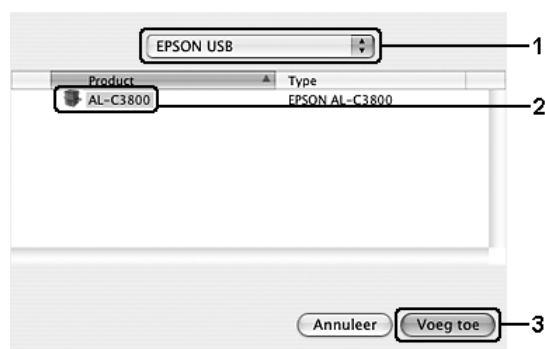 EPSON USB
1
Product Type
AL-C3800 EPSON AL-C3800
2
Annuleer Voeg toe
3